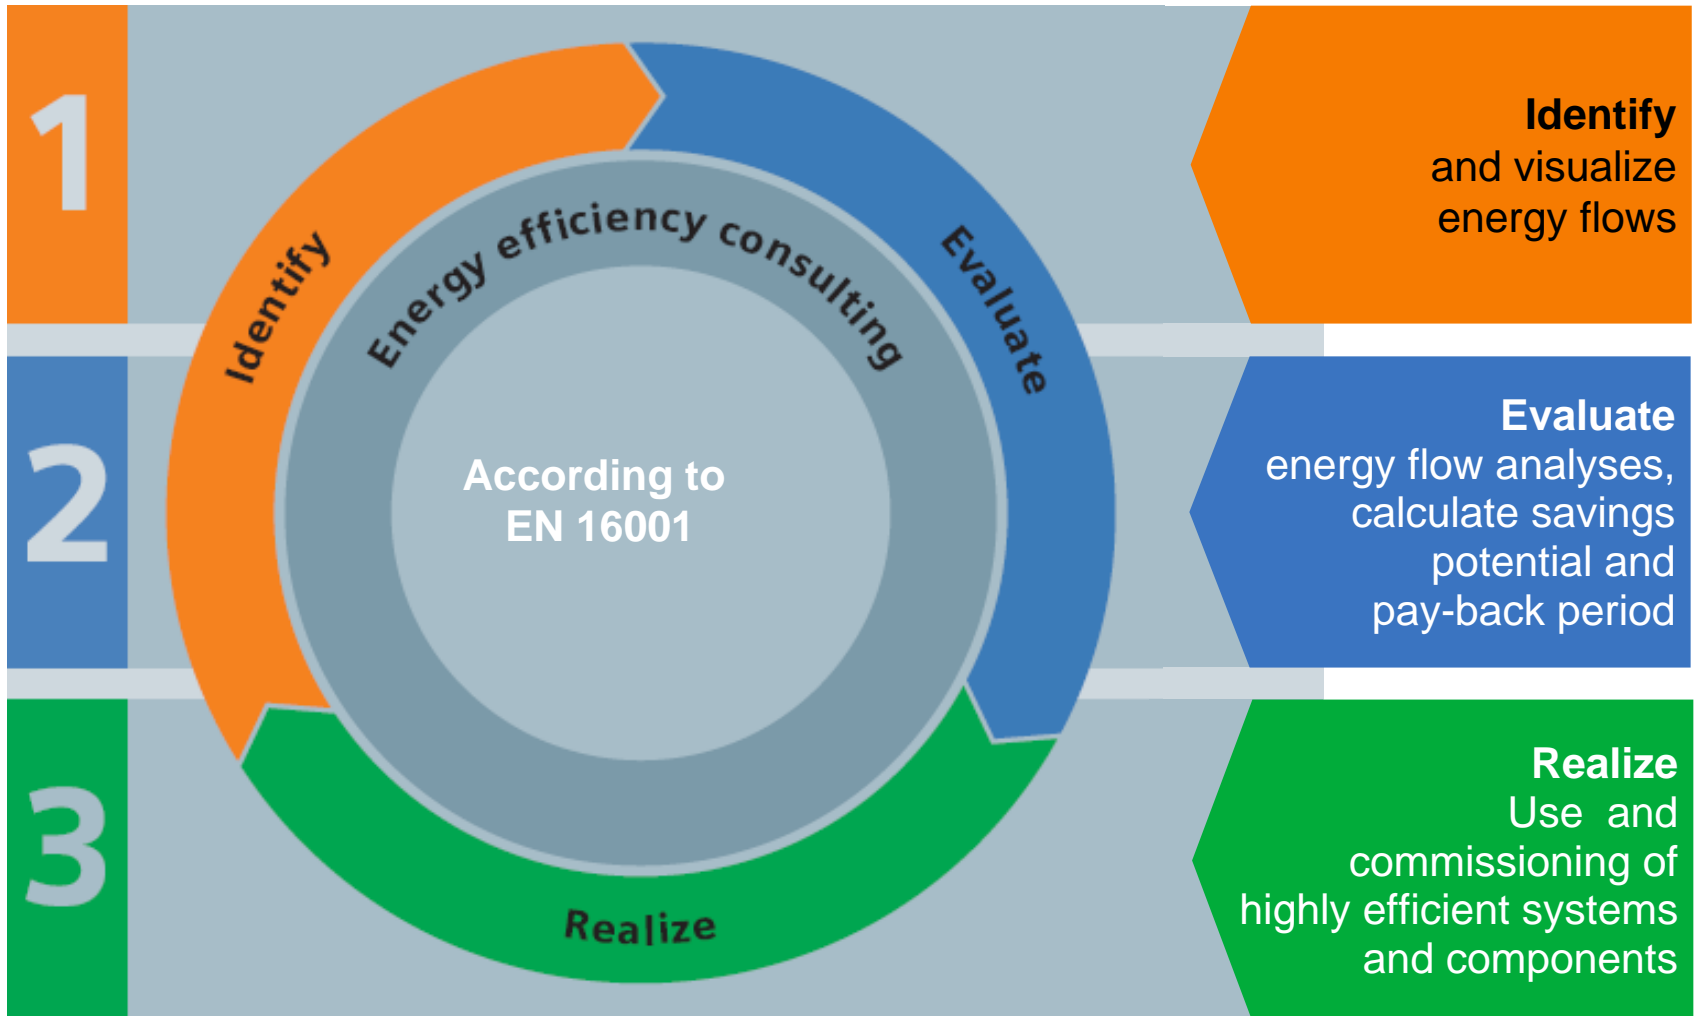 1
Identify
and visualize
energy flows
Identify
Energy efficiency consulting
Evaluate
2
According to
EN 16001
Evaluate
energy flow analyses,
calculate savings
potential and
pay-back period
3
Realize
Realize
Use  and
commissioning of
highly efficient systems
and components